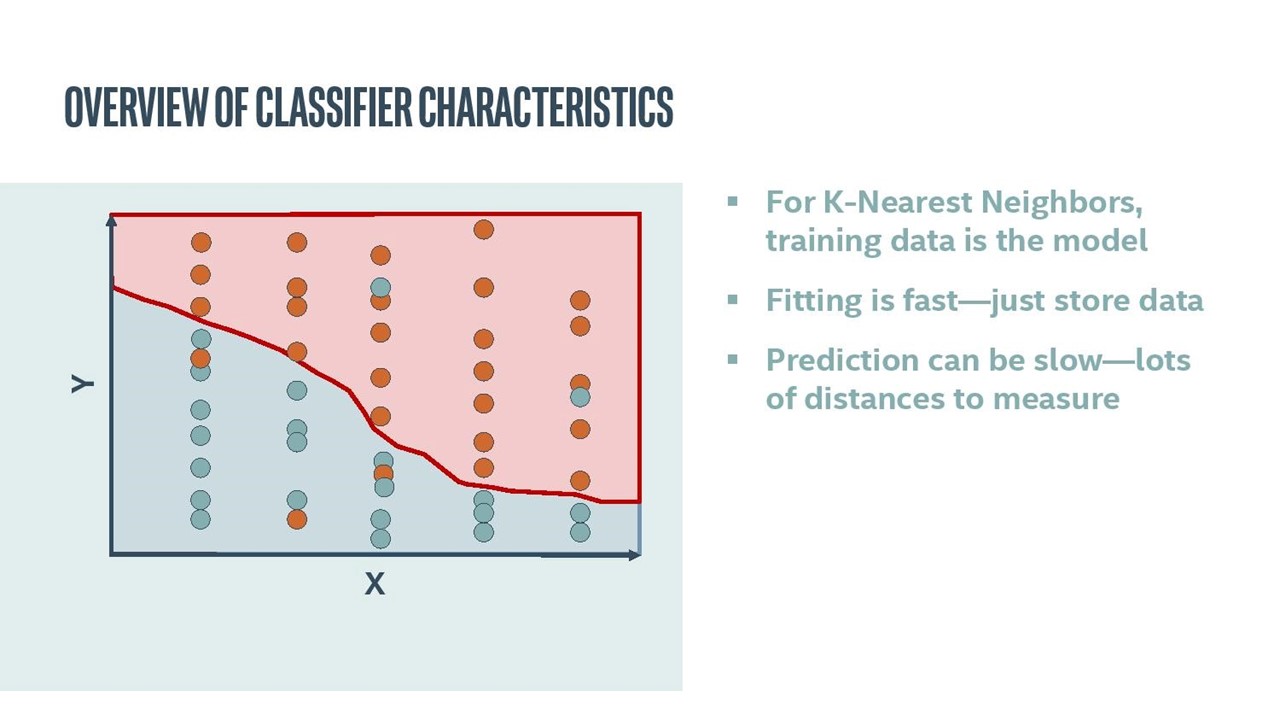 OVERVIEW OF CLASSIFIER CHARACTERISTICS
Y
X
▪ For K-Nearest Neighbors,
training data is the model
▪ Fitting is fast—just store data
▪ Prediction can be slow—lots
of distances to measure